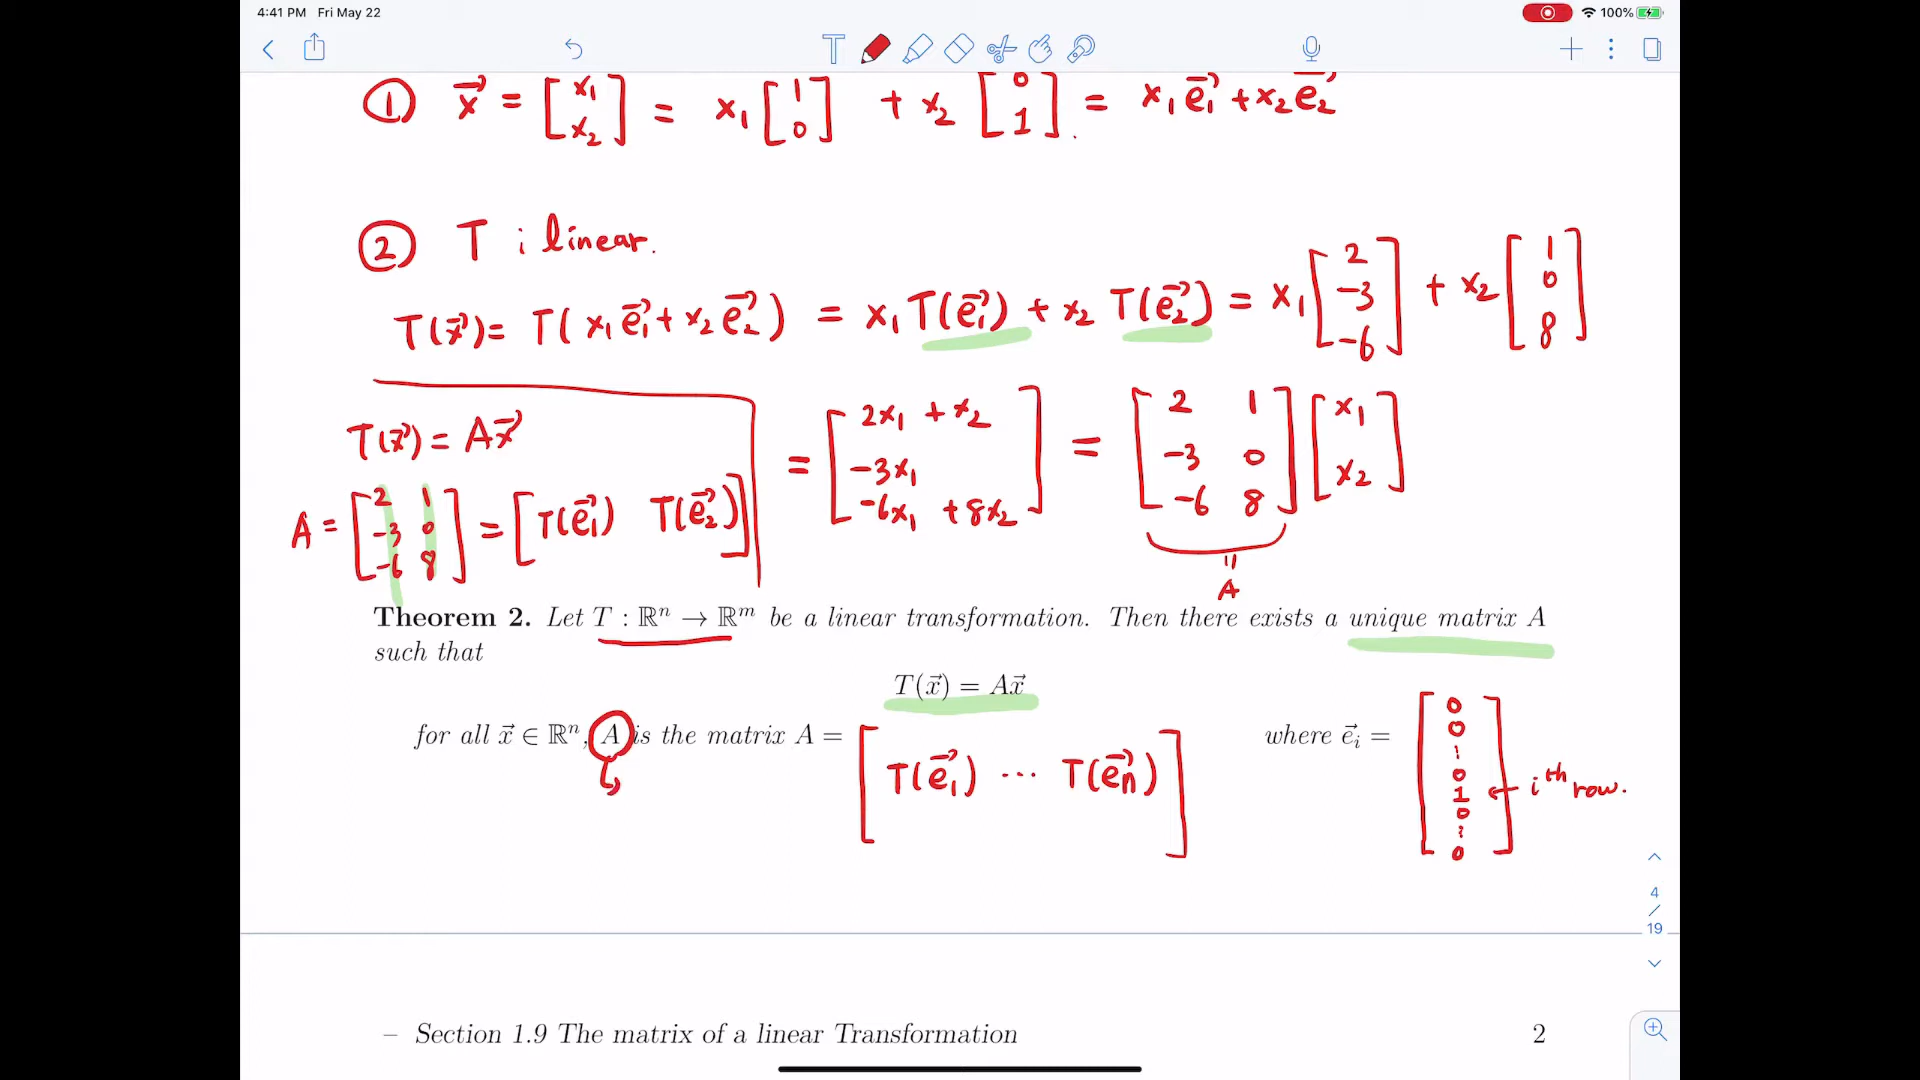 4:41 PM Fri May 22
100%
① x⃗ = [x₁ x₂] = x₁ [1 0] + x₂ [0 1] = x₁e⃗₁ + x₂e⃗₂
② T ; linear.
T(x⃗) = T( x₁e⃗₁ + x₂e⃗₂ ) = x₁ T(e⃗₁) + x₂ T(e⃗₂) = x₁ [2 -3 -6] + x₂ [1 0 8]
T(x⃗) = Ax⃗
= [2x₁ + x₂
-3x₁
-6x₁ + 8x₂] = [2 1
-3 0
-6 8] [x₁ x₂]
"
A
A = [2 1
-3 0
-6 8] = [T(e⃗₁) T(e⃗₂)]
Theorem 2. Let T : ℝⁿ → ℝᵐ be a linear transformation. Then there exists a unique matrix A
such that
T(x⃗) = Ax⃗
for all x⃗ ∈ ℝⁿ, A is the matrix A = [T(e⃗₁) ⋯ T(e⃗n)] where e⃗ᵢ = [0 0 ⋮ 0 1 0 ⋮ 0] ← iᵗʰ row.
4
/
19
– Section 1.9 The matrix of a linear Transformation 2